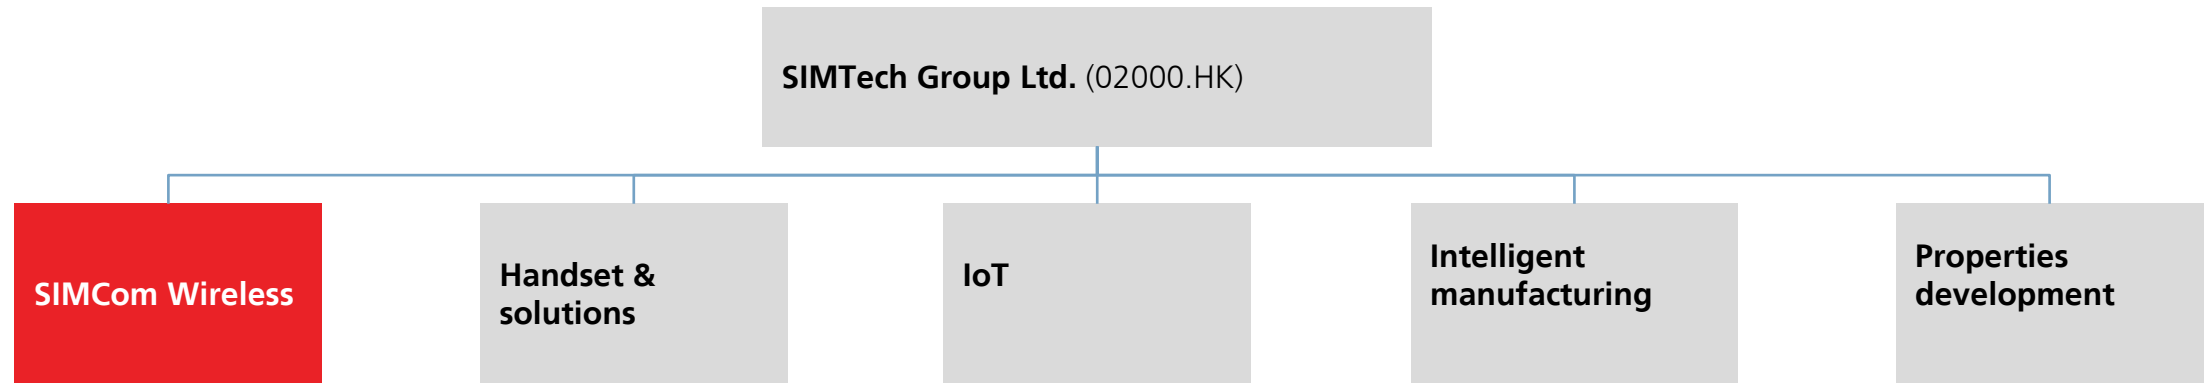 SIMTech Group Ltd. (02000.HK)
SIMCom Wireless
Handset &
solutions
IoT
Intelligent
manufacturing
Properties
development